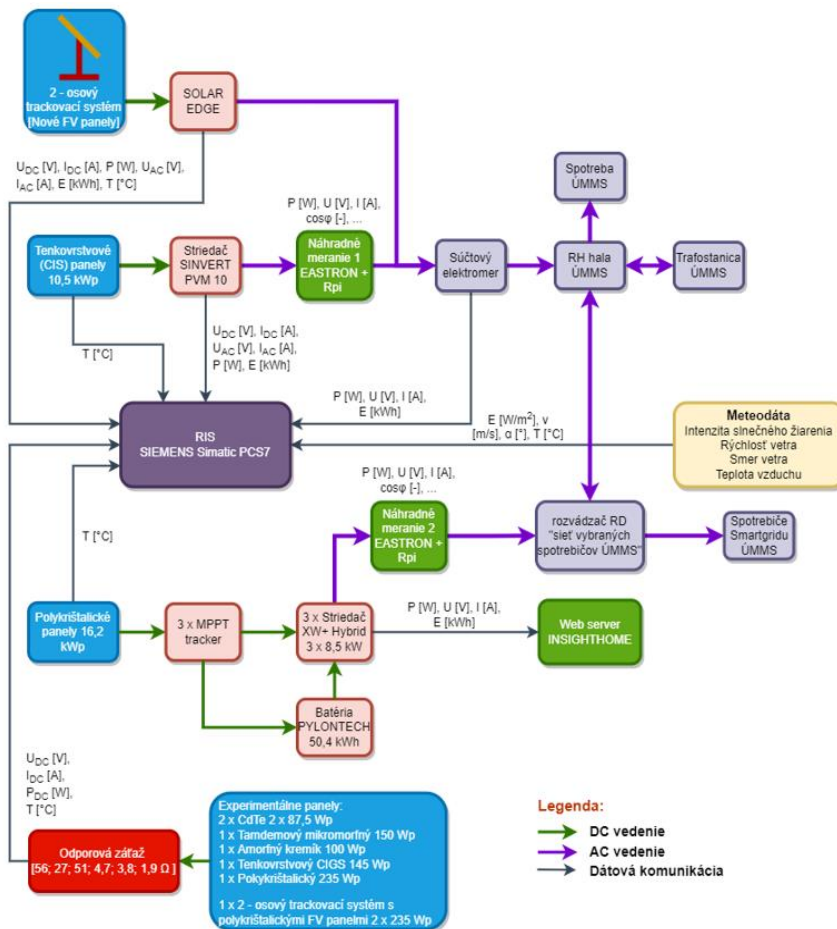 2 - osový
trackovací systém
[Nové FV panely]
SOLAR
EDGE
U_DC [V], I_DC [A], P [W], U_AC [V],
I_AC [A], E [kWh], T [°C]
P [W], U [V], I [A],
cosφ [-], ...
Spotreba
ÚMMS
Tenkovrstvové
(CIS) panely
10,5 kWp
Striedač
SINVERT
PVM 10
Náhradné
meranie 1
EASTRON +
Rpi
Súčtový
elektromer
RH hala
ÚMMS
Trafostanica
ÚMMS
T [°C]
U_DC [V], I_DC [A],
U_AC [V], I_AC [A],
P [W], E [kWh]
P [W], U [V], I [A],
E [kWh]
RIS
SIEMENS Simatic PCS7
E [W/m²], v
[m/s], α [°], T [°C]
Meteodáta
Intenzita slnečného žiarenia
Rýchlosť vetra
Smer vetra
Teplota vzduchu
P [W], U [V], I [A],
cosφ [-], ...
T [°C]
Náhradné
meranie 2
EASTRON +
Rpi
rozvádzač RD
"sieť vybraných
spotrebičov ÚMMS"
Spotrebiče
Smartgridu
ÚMMS
Polykrištalické
panely 16,2
kWp
3 x MPPT
tracker
3 x Striedač
XW+ Hybrid
3 x 8,5 kW
P [W], U [V], I [A],
E [kWh]
Web server
INSIGHTHOME
Batéria
PYLONTECH
50,4 kWh
U_DC [V],
I_DC [A],
P_DC [W],
T [°C]
Odporová záťaž
[56; 27; 51; 4,7; 3,8; 1,9 Ω ]
Experimentálne panely:
2 x CdTe 2 x 87,5 Wp
1 x Tamdemový mikromorfný 150 Wp
1 x Amorfný kremík 100 Wp
1 x Tenkovrstvový CIGS 145 Wp
1 x Pokykrištalický 235 Wp
1 x 2 - osový trackovací systém s
polykrištalickými FV panelmi 2 x 235 Wp
Legenda:
DC vedenie
AC vedenie
Dátová komunikácia